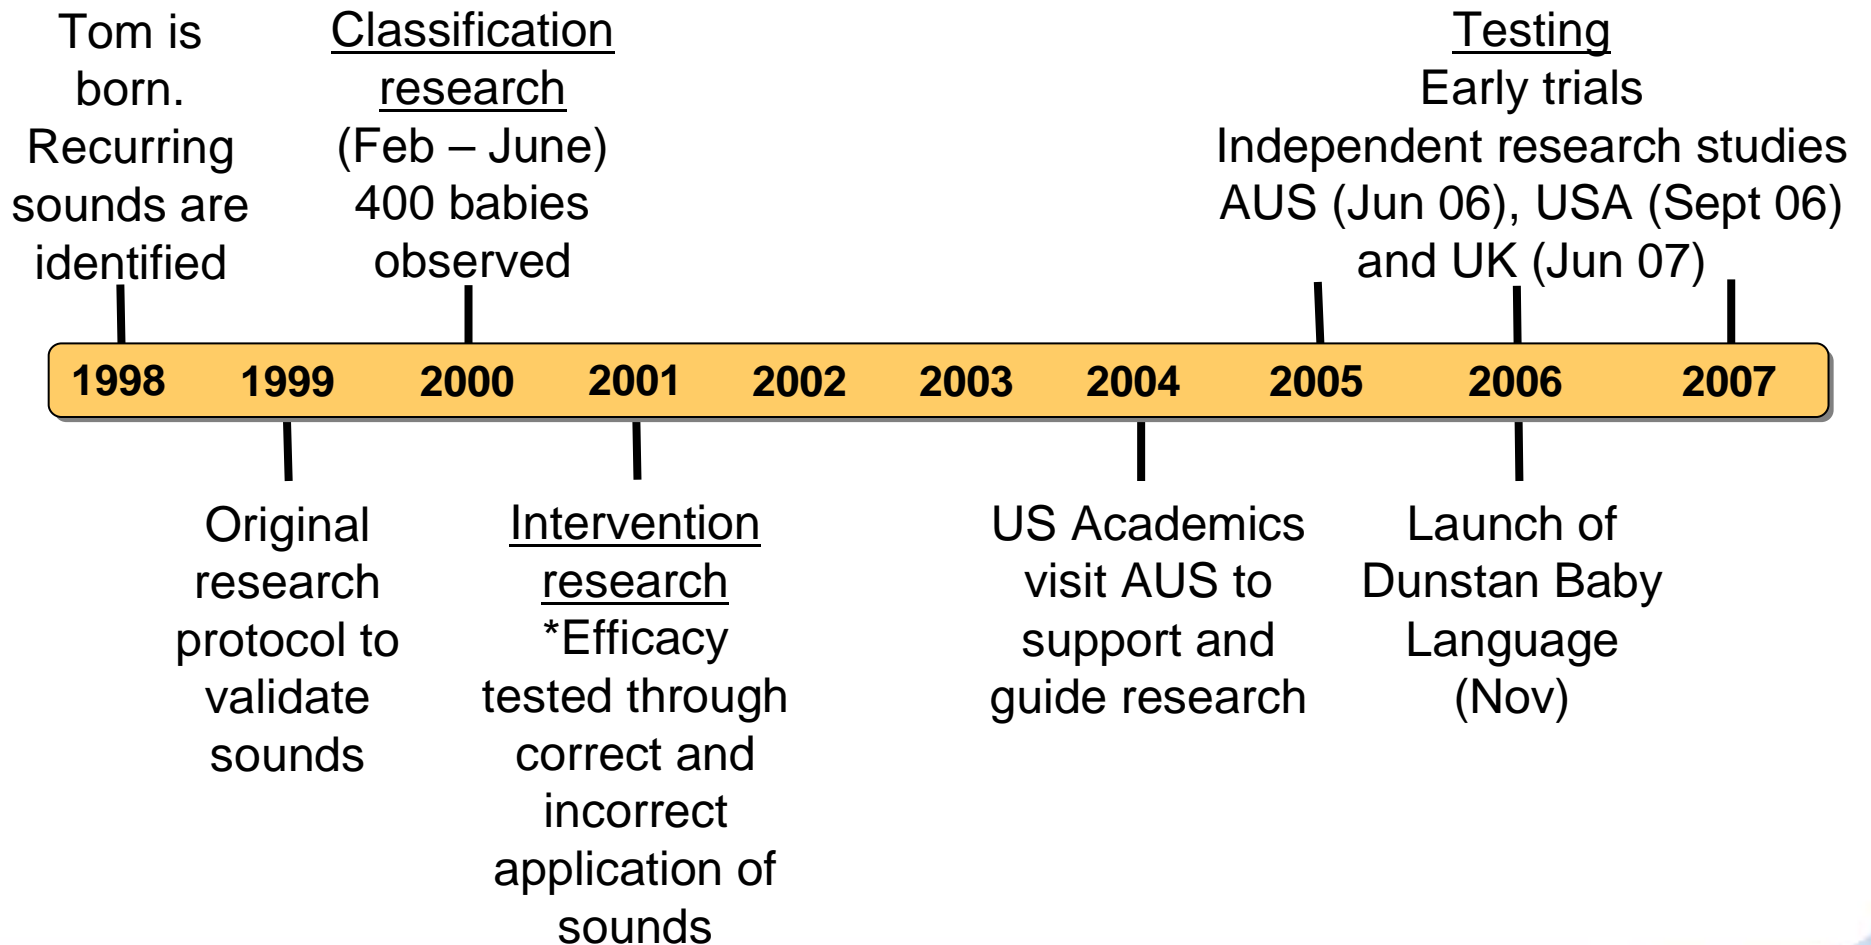 Tom is
born.
Recurring
sounds are
identified
Classification
research
(Feb – June)
400 babies
observed
Testing
Early trials
Independent research studies
AUS (Jun 06), USA (Sept 06)
and UK (Jun 07)
1998 1999 2000 2001 2002 2003 2004 2005 2006 2007
Original
research
protocol to
validate
sounds
Intervention
research
*Efficacy
tested through
correct and
incorrect
application of
sounds
US Academics
visit AUS to
support and
guide research
Launch of
Dunstan Baby
Language
(Nov)